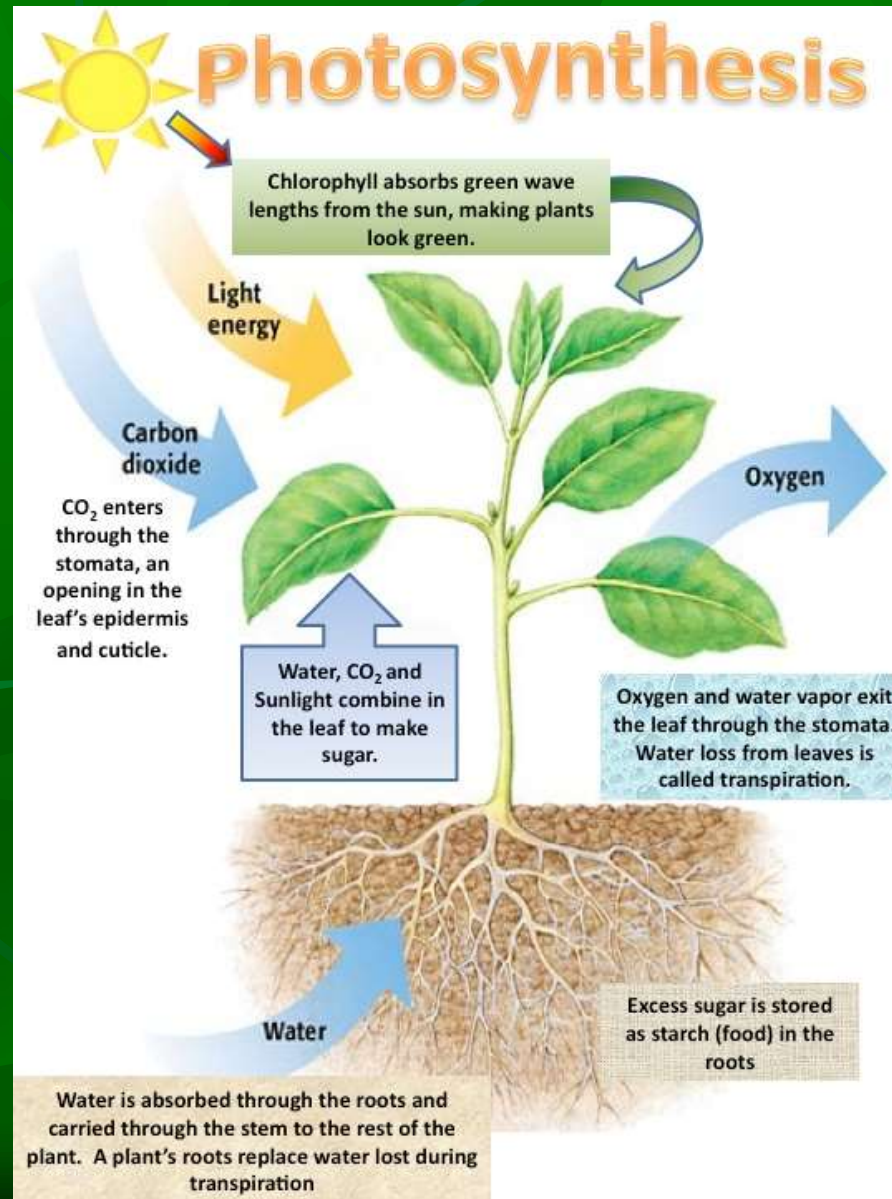 Photosynthesis
Chlorophyll absorbs green wave
lengths from the sun, making plants
look green.
Light
energy
Carbon
dioxide
CO₂ enters
through the
stomata, an
opening in the
leaf's epidermis
and cuticle.
Oxygen
Water, CO₂ and
Sunlight combine in
the leaf to make
sugar.
Oxygen and water vapor exit
the leaf through the stomata.
Water loss from leaves is
called transpiration.
Water
Excess sugar is stored
as starch (food) in the
roots
Water is absorbed through the roots and
carried through the stem to the rest of the
plant. A plant's roots replace water lost during
transpiration